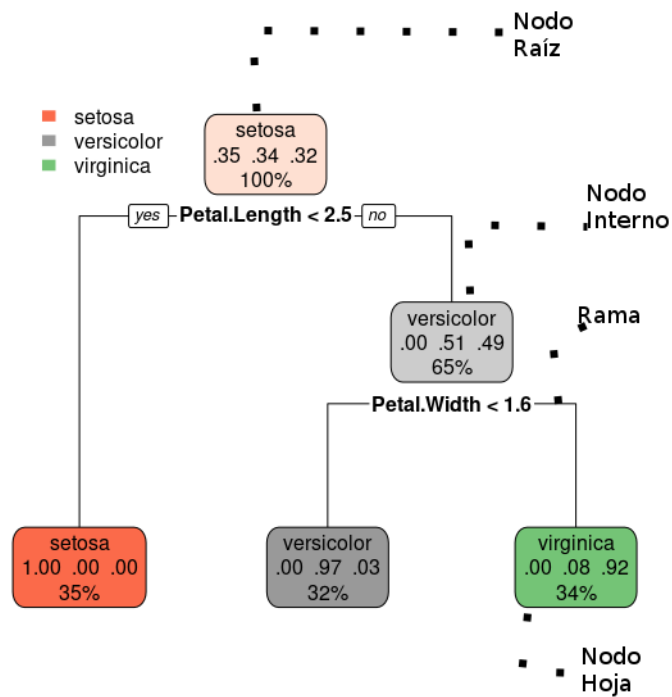 Nodo
Raíz
setosa
versicolor
virginica
setosa
.35 .34 .32
100%
yes Petal.Length < 2.5 no
Nodo
Interno
versicolor
.00 .51 .49
65%
Rama
Petal.Width < 1.6
setosa
1.00 .00 .00
35%
versicolor
.00 .97 .03
32%
virginica
.00 .08 .92
34%
Nodo
Hoja